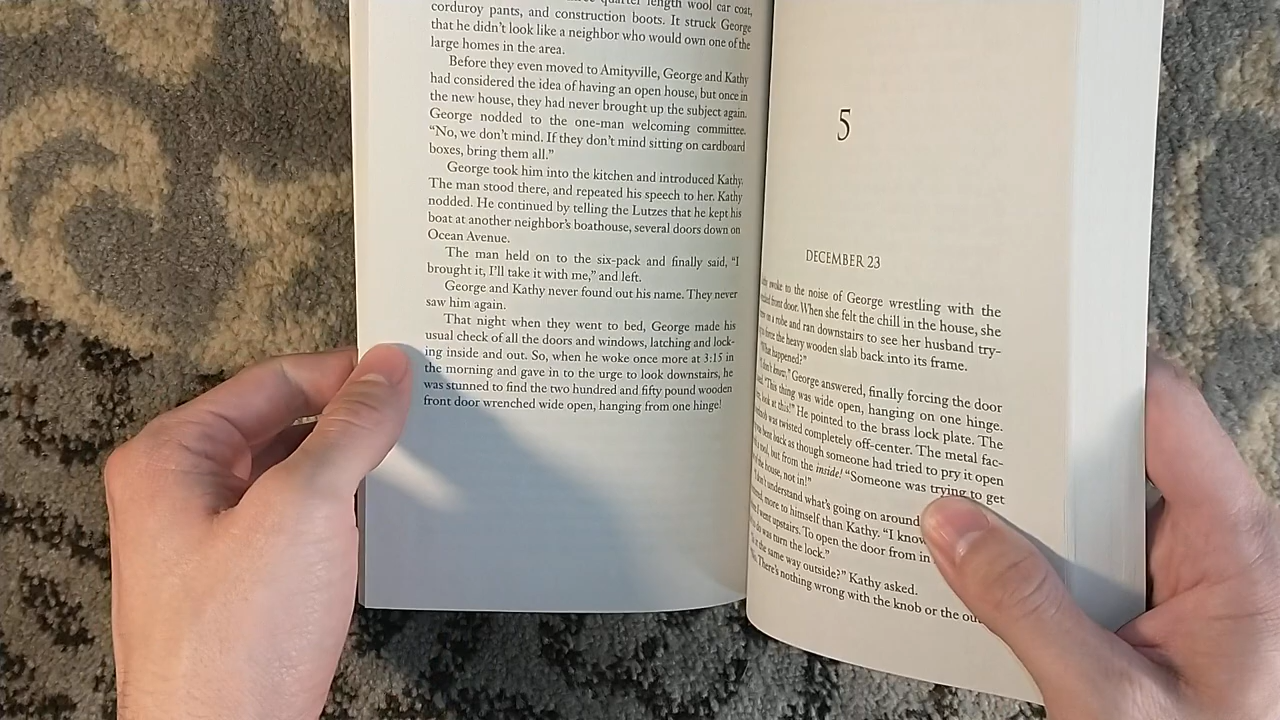 quarter length wool car coat,
corduroy pants, and construction boots. It struck George
that he didn't look like a neighbor who would own one of the
large homes in the area.
Before they even moved to Amityville, George and Kathy
had considered the idea of having an open house, but once in
the new house, they had never brought up the subject again.
George nodded to the one-man welcoming committee.
"No, we don't mind. If they don't mind sitting on cardboard
boxes, bring them all."
George took him into the kitchen and introduced Kathy.
The man stood there, and repeated his speech to her. Kathy
nodded. He continued by telling the Lutzes that he kept his
boat at another neighbor's boathouse, several doors down on
Ocean Avenue.
The man held on to the six-pack and finally said, "I
brought it, I'll take it with me," and left.
George and Kathy never found out his name. They never
saw him again.
That night when they went to bed, George made his
usual check of all the doors and windows, latching and lock-
ing inside and out. So, when he woke once more at 3:15 in
the morning and gave in to the urge to look downstairs, he
was stunned to find the two hundred and fifty pound wooden
front door wrenched wide open, hanging from one hinge!
5
DECEMBER 23
woke to the noise of George wrestling with the
front door. When she felt the chill in the house, she
on a robe and ran downstairs to see her husband try-
force the heavy wooden slab back into its frame.
"What happened?"
"I don't know," George answered, finally forcing the door
"This thing was wide open, hanging on one hinge.
look at this!" He pointed to the brass lock plate. The
was twisted completely off-center. The metal fac-
bent back as though someone had tried to pry it open
tool, but from the inside! "Someone was trying to get
of the house, not in!"
"I don't understand what's going on around
more to himself than Kathy. "I know
I went upstairs. To open the door from in
was turn the lock."
it the same way outside?" Kathy asked.
There's nothing wrong with the knob or the